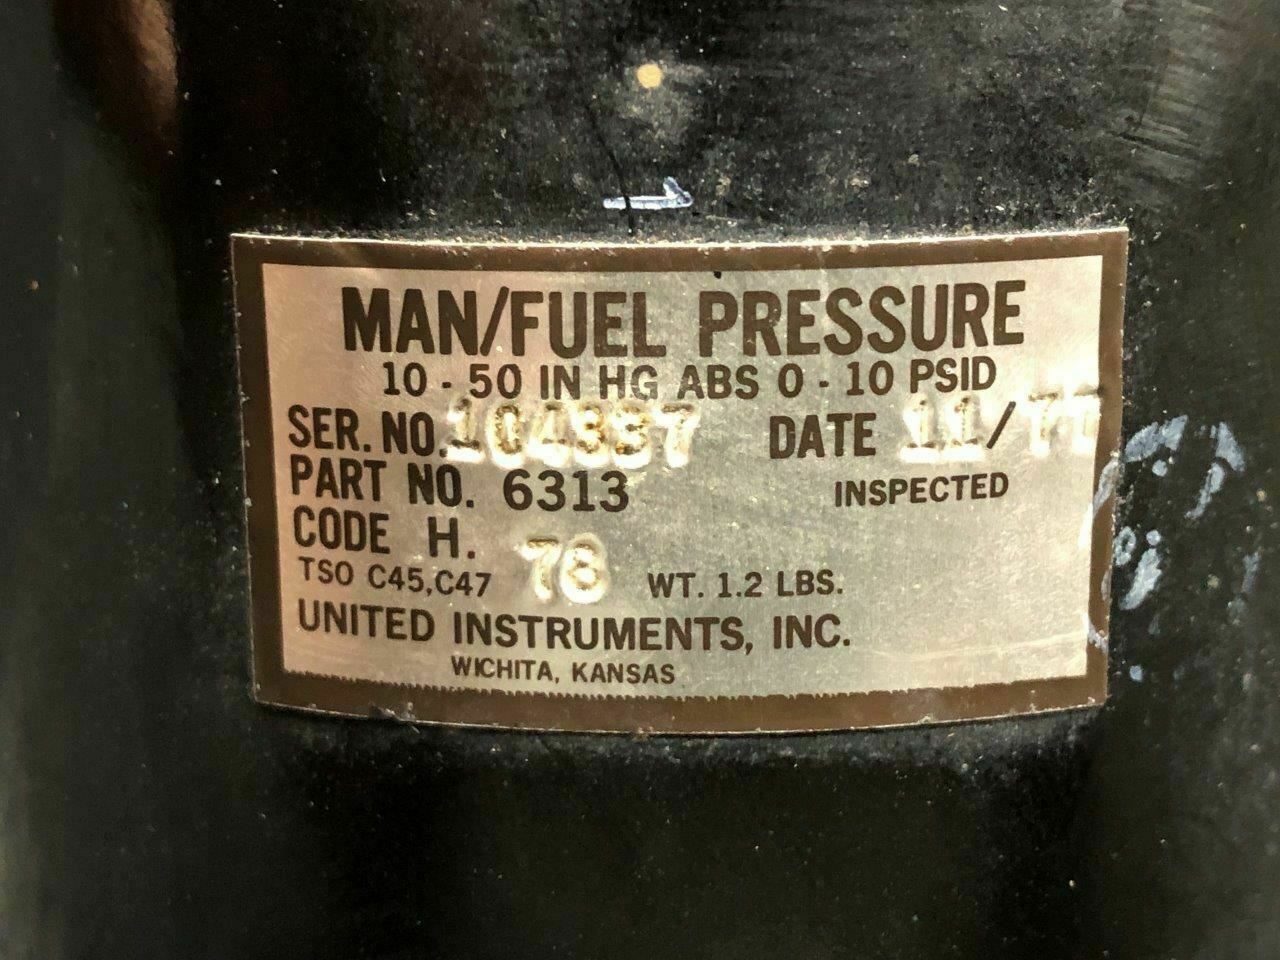 MAN/FUEL PRESSURE
10 - 50 IN HG ABS 0 - 10 PSID
SER. NO. 104337 DATE 11/77
PART NO. 6313 INSPECTED
CODE H. 78
TSO C45,C47 WT. 1.2 LBS.
UNITED INSTRUMENTS, INC.
WICHITA, KANSAS